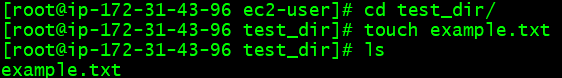 [root@ip-172-31-43-96 ec2-user]# cd test_dir/
[root@ip-172-31-43-96 test_dir]# touch example.txt
[root@ip-172-31-43-96 test_dir]# ls
example.txt